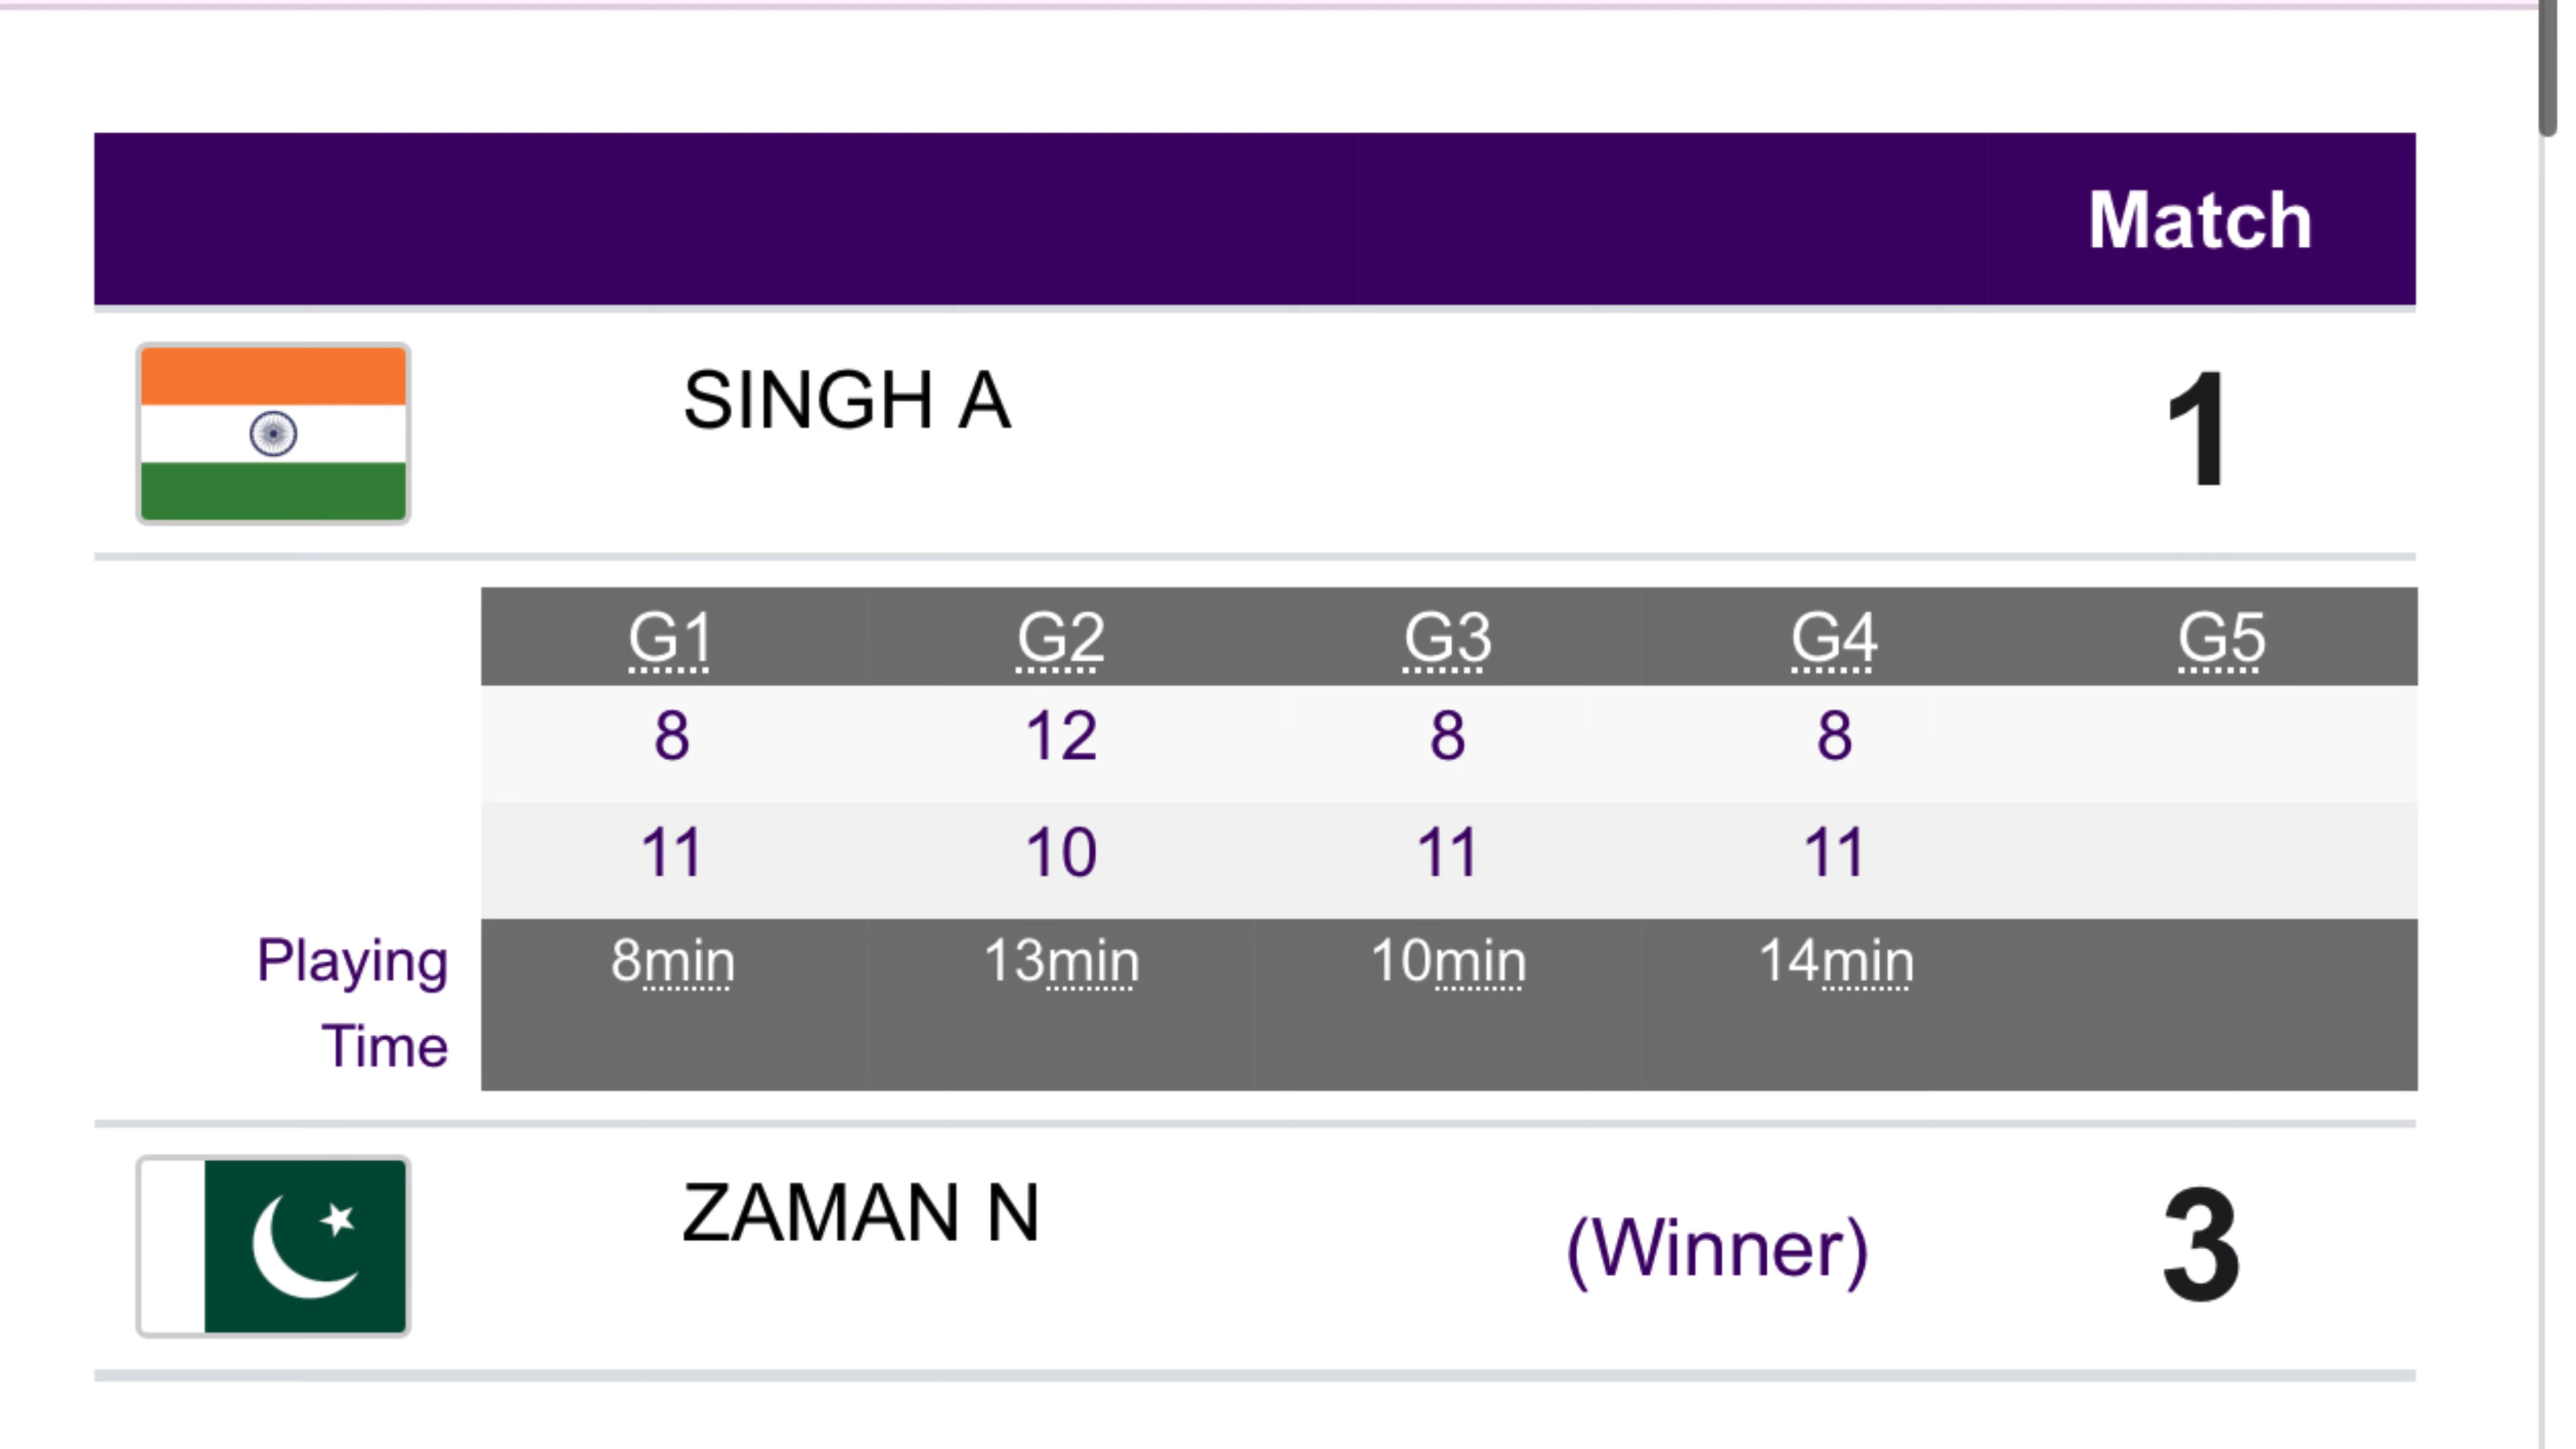 Match
SINGH A 1
G1 G2 G3 G4 G5
8 12 8 8
11 10 11 11
Playing Time 8min 13min 10min 14min
ZAMAN N (Winner) 3